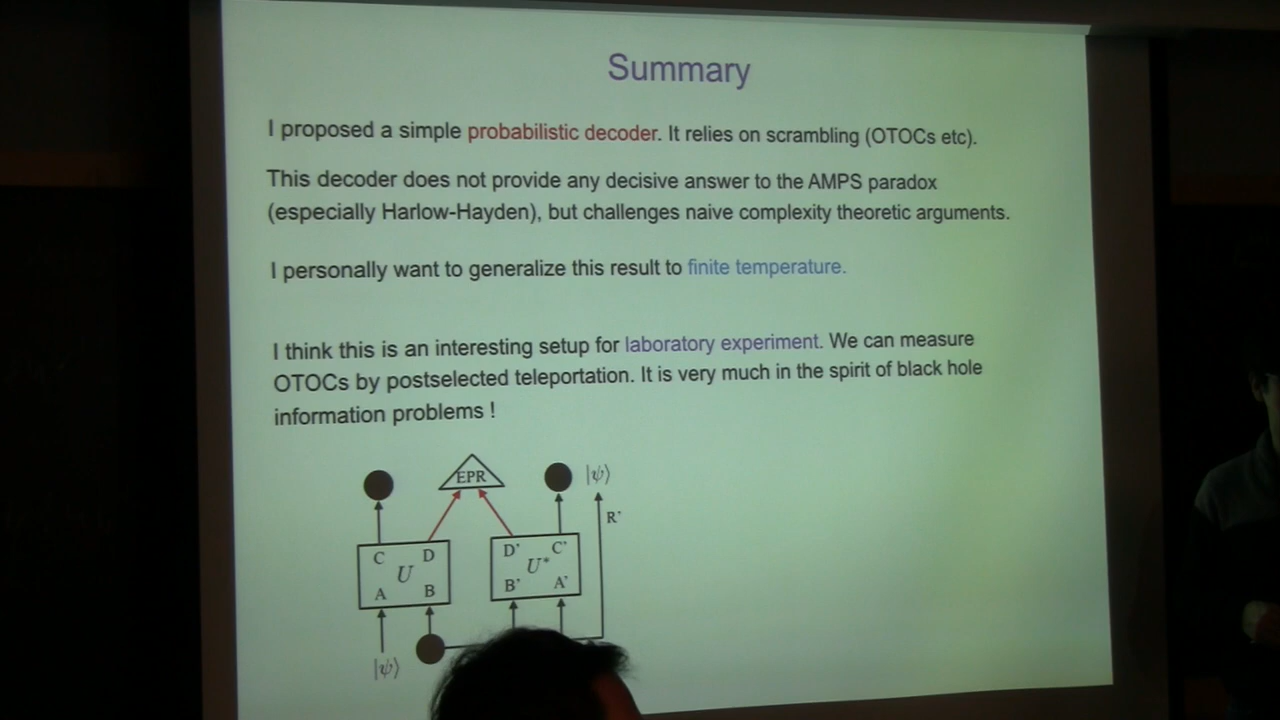 Summary
I proposed a simple probabilistic decoder. It relies on scrambling (OTOCs etc).
This decoder does not provide any decisive answer to the AMPS paradox
(especially Harlow-Hayden), but challenges naive complexity theoretic arguments.
I personally want to generalize this result to finite temperature.
I think this is an interesting setup for laboratory experiment. We can measure
OTOCs by postselected teleportation. It is very much in the spirit of black hole
information problems !
EPR |ψ⟩
R'
C D D' C'
U U*
A B B' A'
|ψ⟩